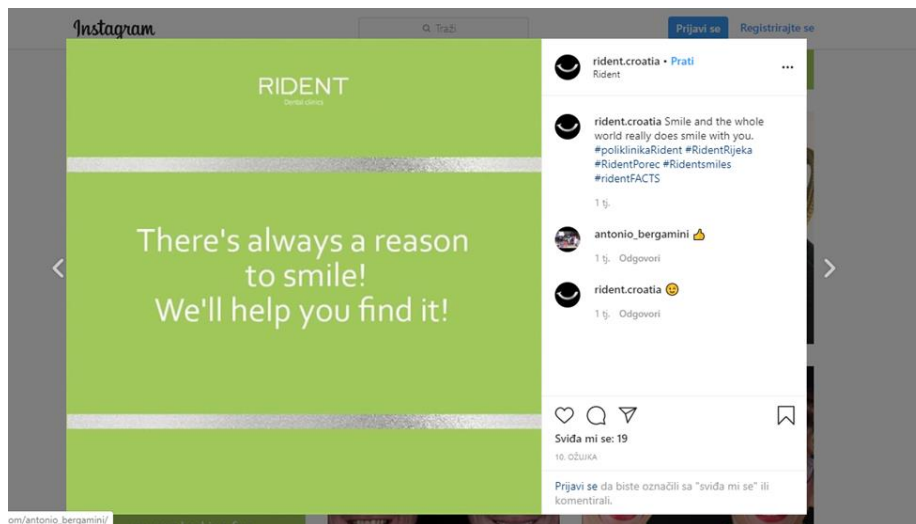 Instagram
Traži
Prijavi se Registrirajte se
RIDENT
Dental clinics
There's always a reason
to smile!
We'll help you find it!
rident.croatia • Prati
Rident
rident.croatia Smile and the whole
world really does smile with you.
#poliklinikaRident #RidentRijeka
#RidentPorec #Ridentsmiles
#ridentFACTS
1 tj.
antonio_bergamini 👍
1 tj. Odgovori
rident.croatia 😉
1 tj. Odgovori
Sviđa mi se: 19
10. OŽUJKA
Prijavi se da biste označili sa "sviđa mi se" ili
komentirali.
om/antonio_bergamini/